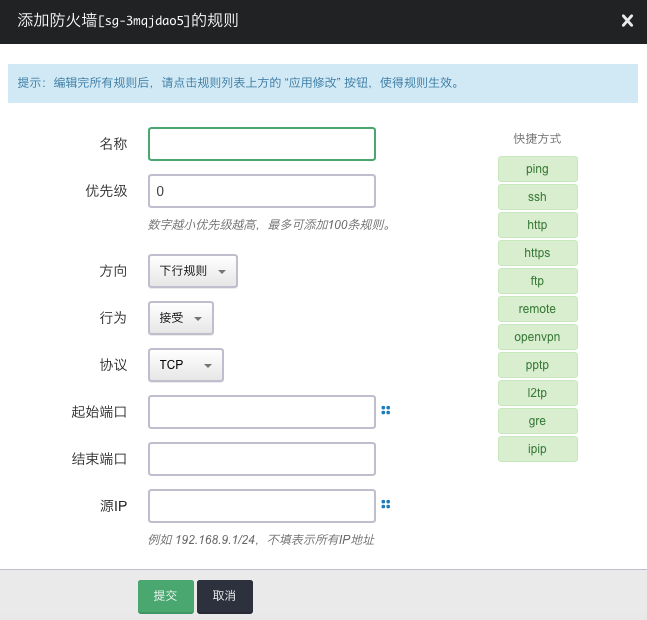 添加防火墙[sg-3mqjdao5]的规则
提示：编辑完所有规则后，请点击规则列表上方的 “应用修改” 按钮，使得规则生效。
名称
优先级
0
数字越小优先级越高，最多可添加100条规则。
方向
下行规则
行为
接受
协议
TCP
起始端口
结束端口
源IP
例如 192.168.9.1/24，不填表示所有IP地址
快捷方式
ping
ssh
http
https
ftp
remote
openvpn
pptp
l2tp
gre
ipip
提交
取消